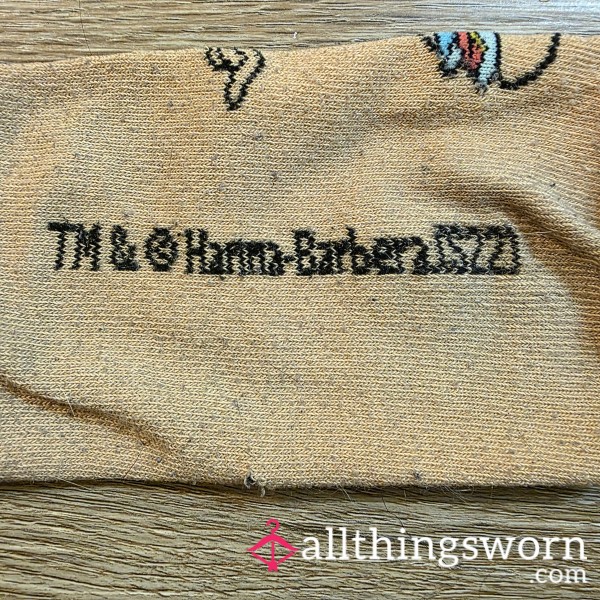 TM & © Hanna-Barbera (S22)
allthingsworn
.com